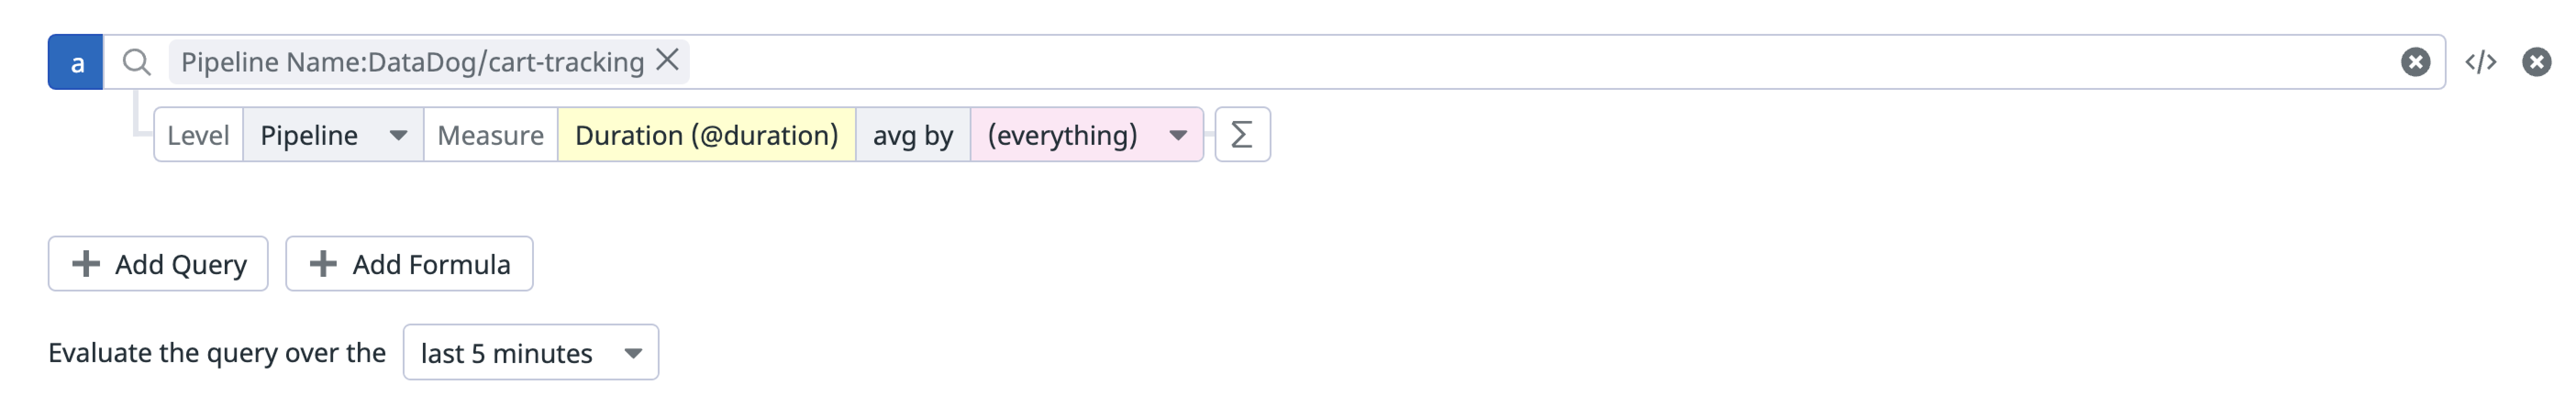 a Pipeline Name:DataDog/cart-tracking </>
Level Pipeline Measure Duration (@duration) avg by (everything) Σ
+ Add Query + Add Formula
Evaluate the query over the last 5 minutes